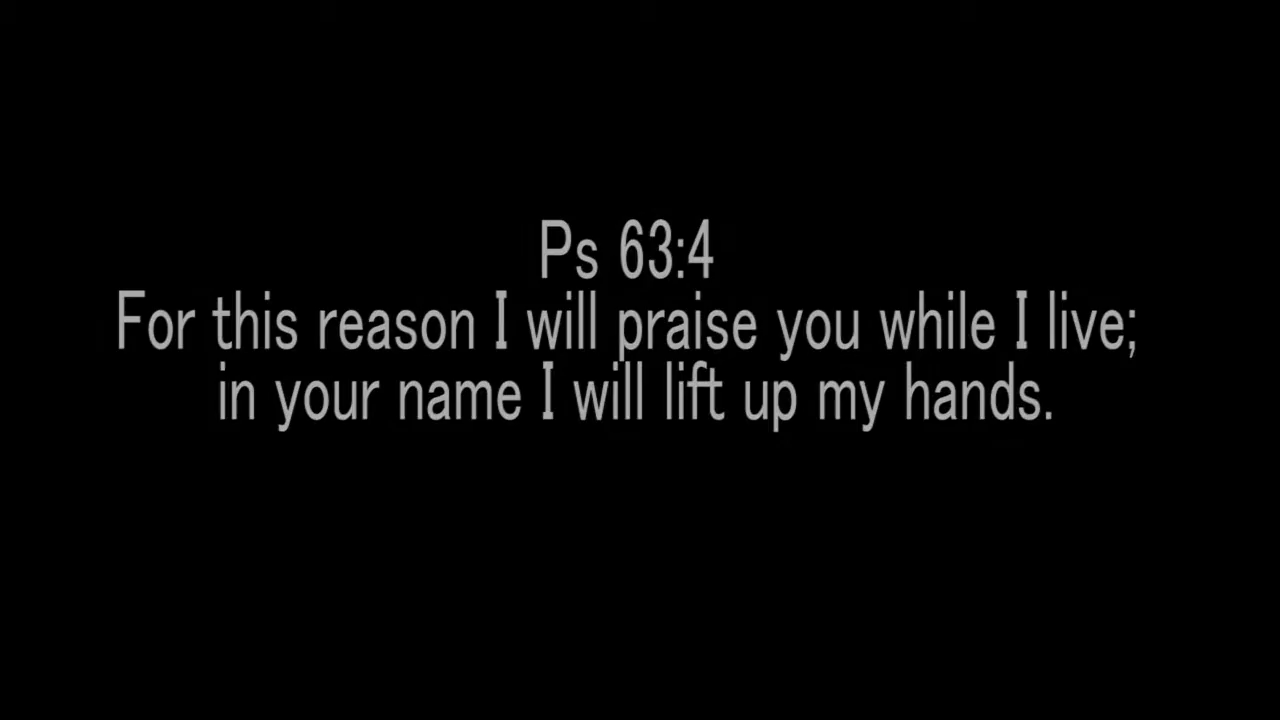 Ps 63:4
For this reason I will praise you while I live;
in your name I will lift up my hands.